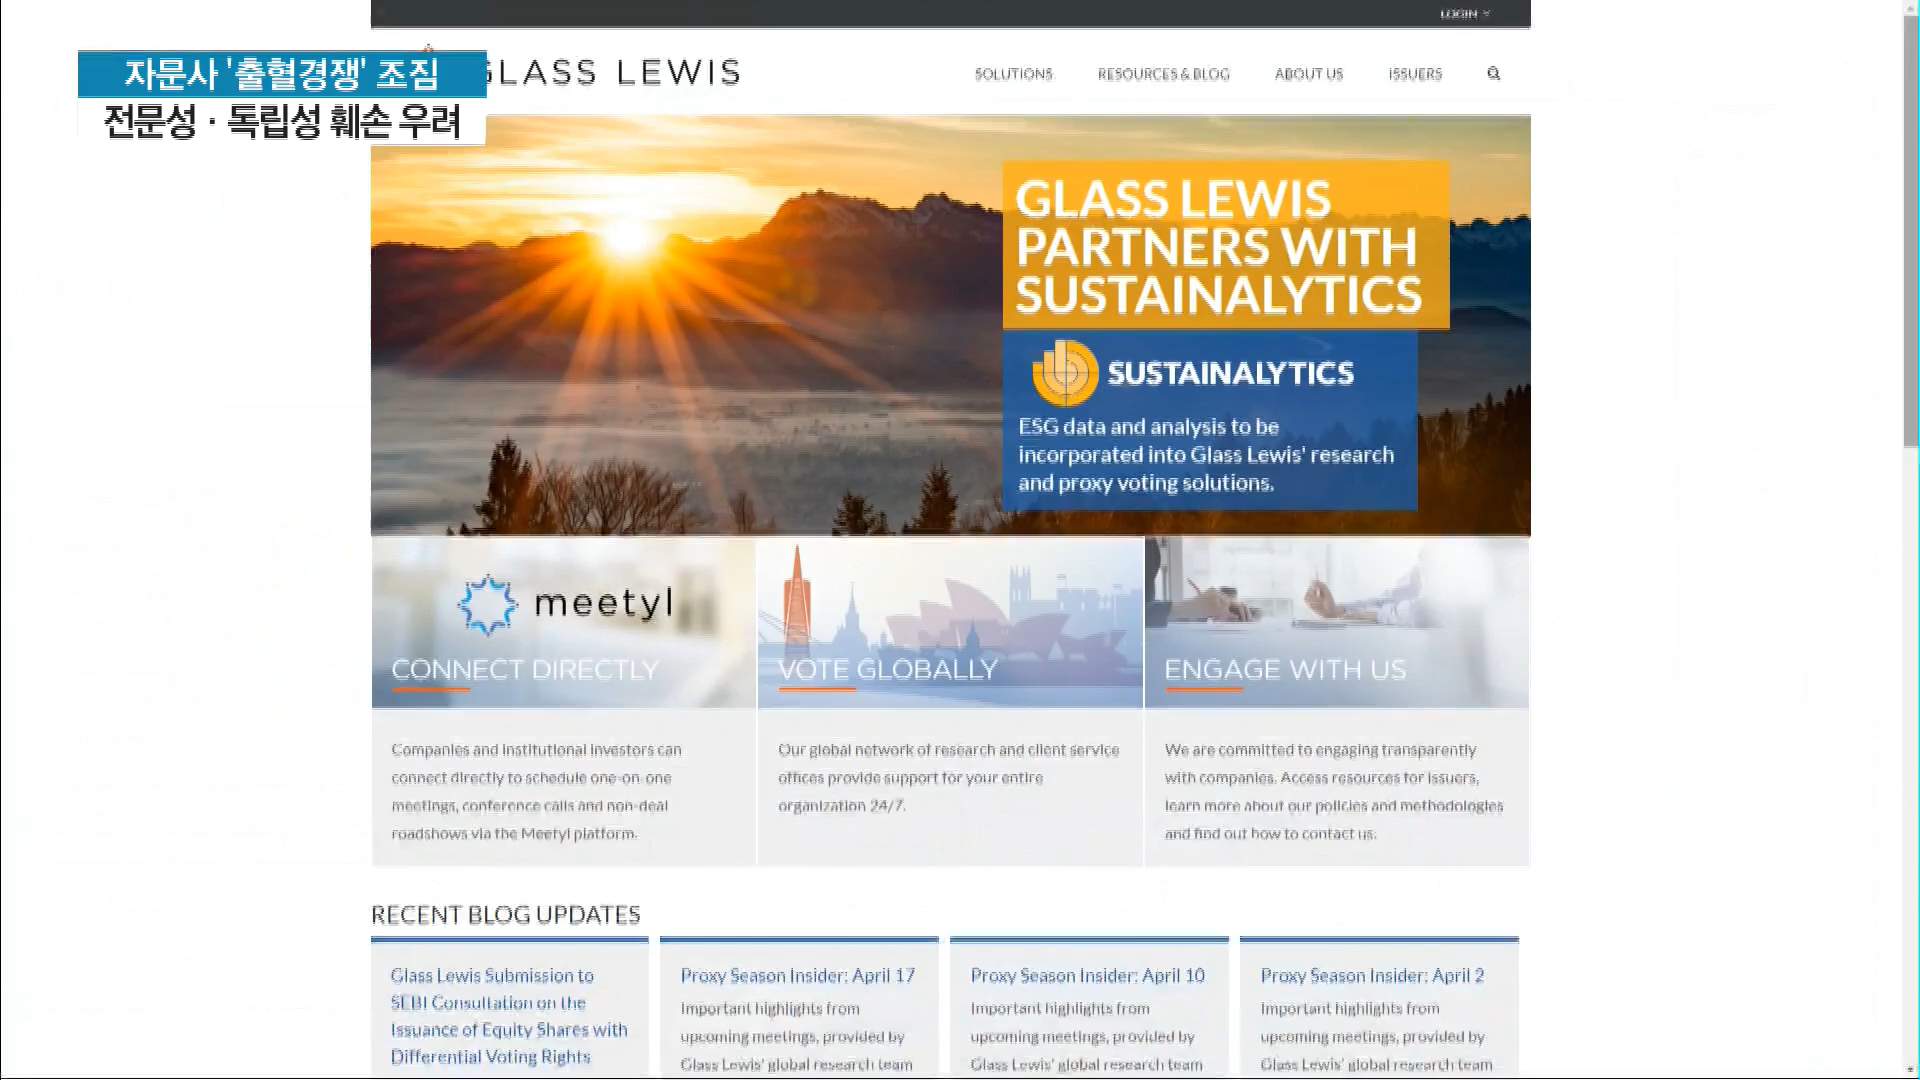 LOGIN
자문사 '출혈경쟁' 조짐
전문성 · 독립성 훼손 우려
GLASS LEWIS
SOLUTIONS
RESOURCES & BLOG
ABOUT US
ISSUERS
GLASS LEWIS
PARTNERS WITH
SUSTAINALYTICS
SUSTAINALYTICS
ESG data and analysis to be
incorporated into Glass Lewis' research
and proxy voting solutions.
meetyl
CONNECT DIRECTLY
Companies and institutional investors can
connect directly to schedule one-on-one
meetings, conference calls and non-deal
roadshows via the Meetyl platform.
VOTE GLOBALLY
Our global network of research and client service
offices provide support for your entire
organization 24/7.
ENGAGE WITH US
We are committed to engaging transparently
with companies. Access resources for issuers,
learn more about our policies and methodologies
and find out how to contact us.
RECENT BLOG UPDATES
Glass Lewis Submission to
SEBI Consultation on the
Issuance of Equity Shares with
Differential Voting Rights
Proxy Season Insider: April 17
Important highlights from
upcoming meetings, provided by
Glass Lewis' global research team
Proxy Season Insider: April 10
Important highlights from
upcoming meetings, provided by
Glass Lewis' global research team
Proxy Season Insider: April 2
Important highlights from
upcoming meetings, provided by
Glass Lewis' global research team